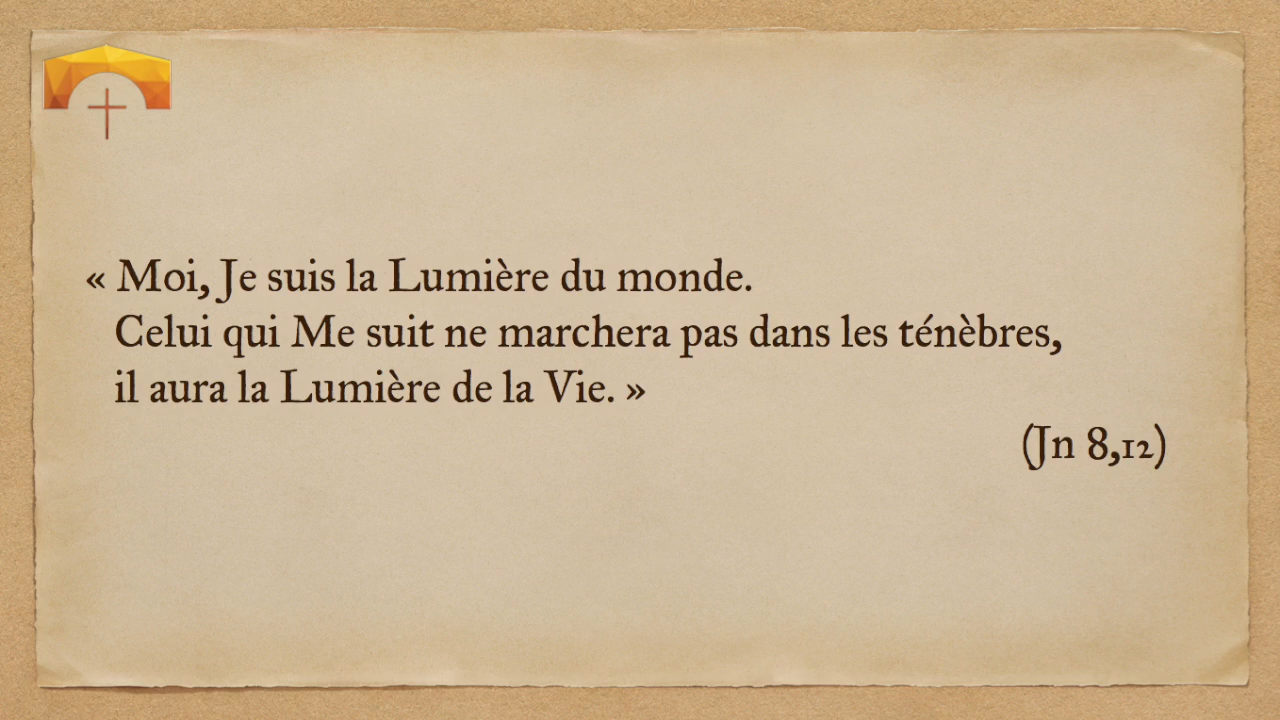 « Moi, Je suis la Lumière du monde.
Celui qui Me suit ne marchera pas dans les ténèbres,
il aura la Lumière de la Vie. »
(Jn 8,12)